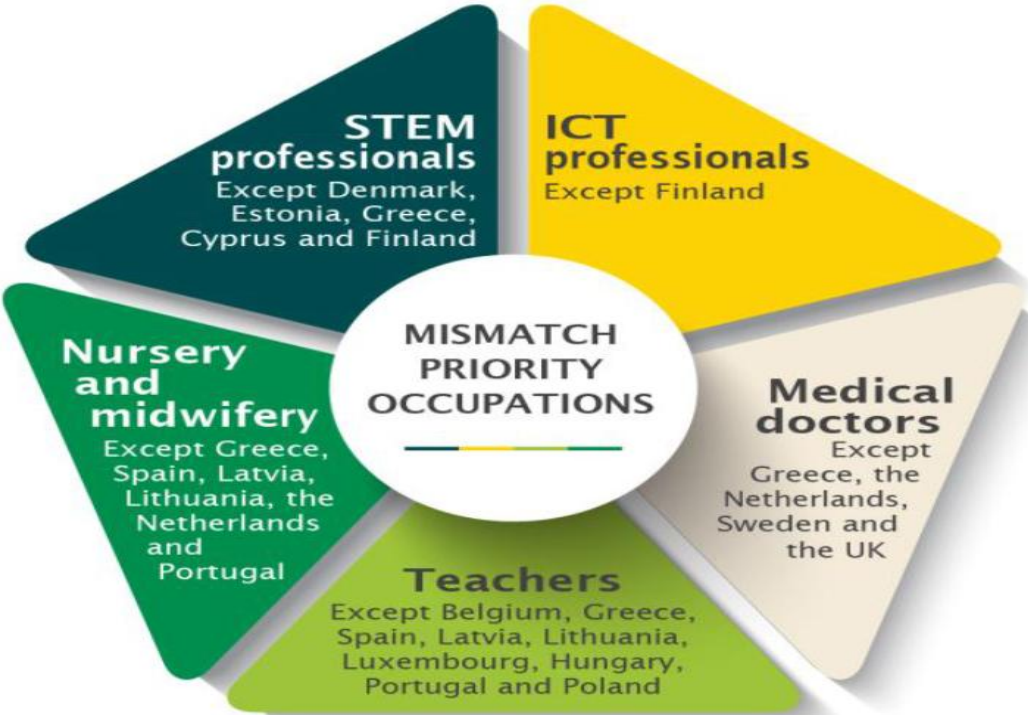 STEM
professionals
Except Denmark,
Estonia, Greece,
Cyprus and Finland
ICT
professionals
Except Finland
Nursery
and
midwifery
Except Greece,
Spain, Latvia,
Lithuania, the
Netherlands
and
Portugal
MISMATCH
PRIORITY
OCCUPATIONS
Medical
doctors
Except
Greece, the
Netherlands,
Sweden and
the UK
Teachers
Except Belgium, Greece,
Spain, Latvia, Lithuania,
Luxembourg, Hungary,
Portugal and Poland